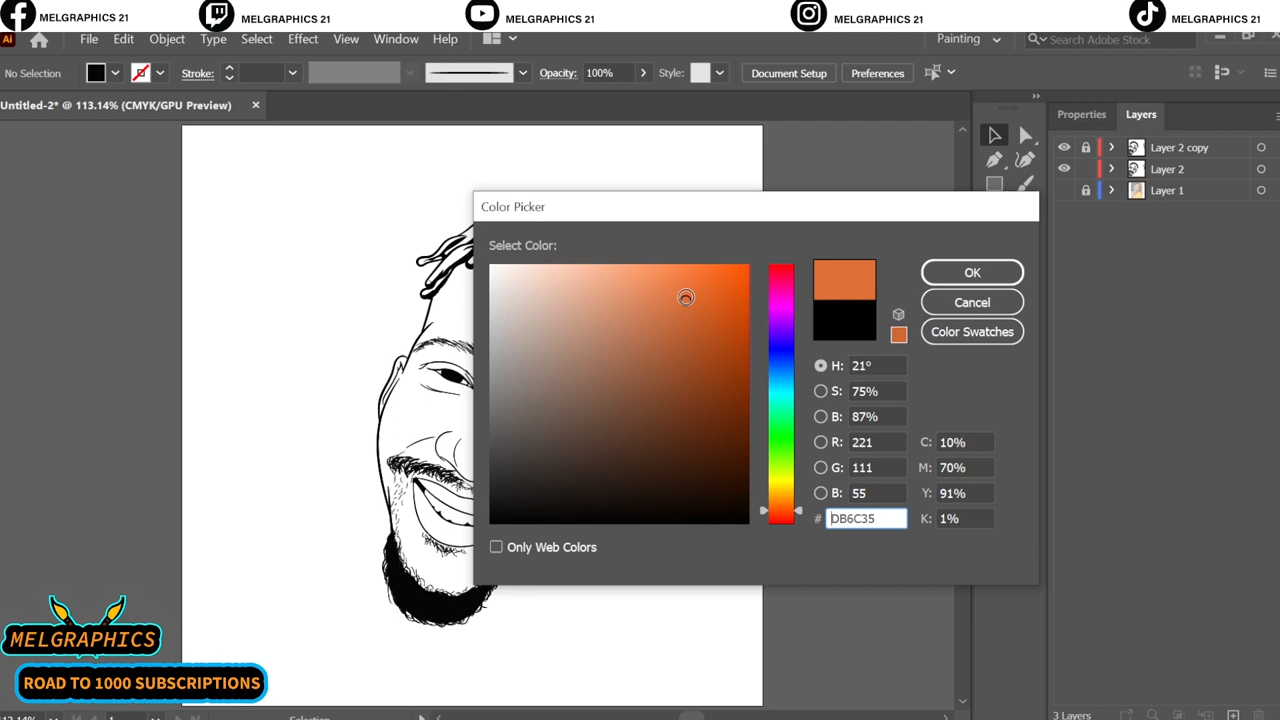 MELGRAPHICS 21
MELGRAPHICS 21
MELGRAPHICS 21
MELGRAPHICS 21
MELGRAPHICS 21
Ai
File Edit Object Type Select Effect View Window Help
Painting
Search Adobe Stock
No Selection
Stroke:
Opacity: 100%
Style:
Document Setup
Preferences
Untitled-2* @ 113.14% (CMYK/GPU Preview)
Properties
Layers
Layer 2 copy
Layer 2
Layer 1
Color Picker
Select Color:
OK
Cancel
Color Swatches
H: 21°
S: 75%
B: 87%
R: 221
G: 111
B: 55
# DB6C35
C: 10%
M: 70%
Y: 91%
K: 1%
Only Web Colors
MELGRAPHICS
ROAD TO 1000 SUBSCRIPTIONS
113.14%
1
Selection
3 Layers